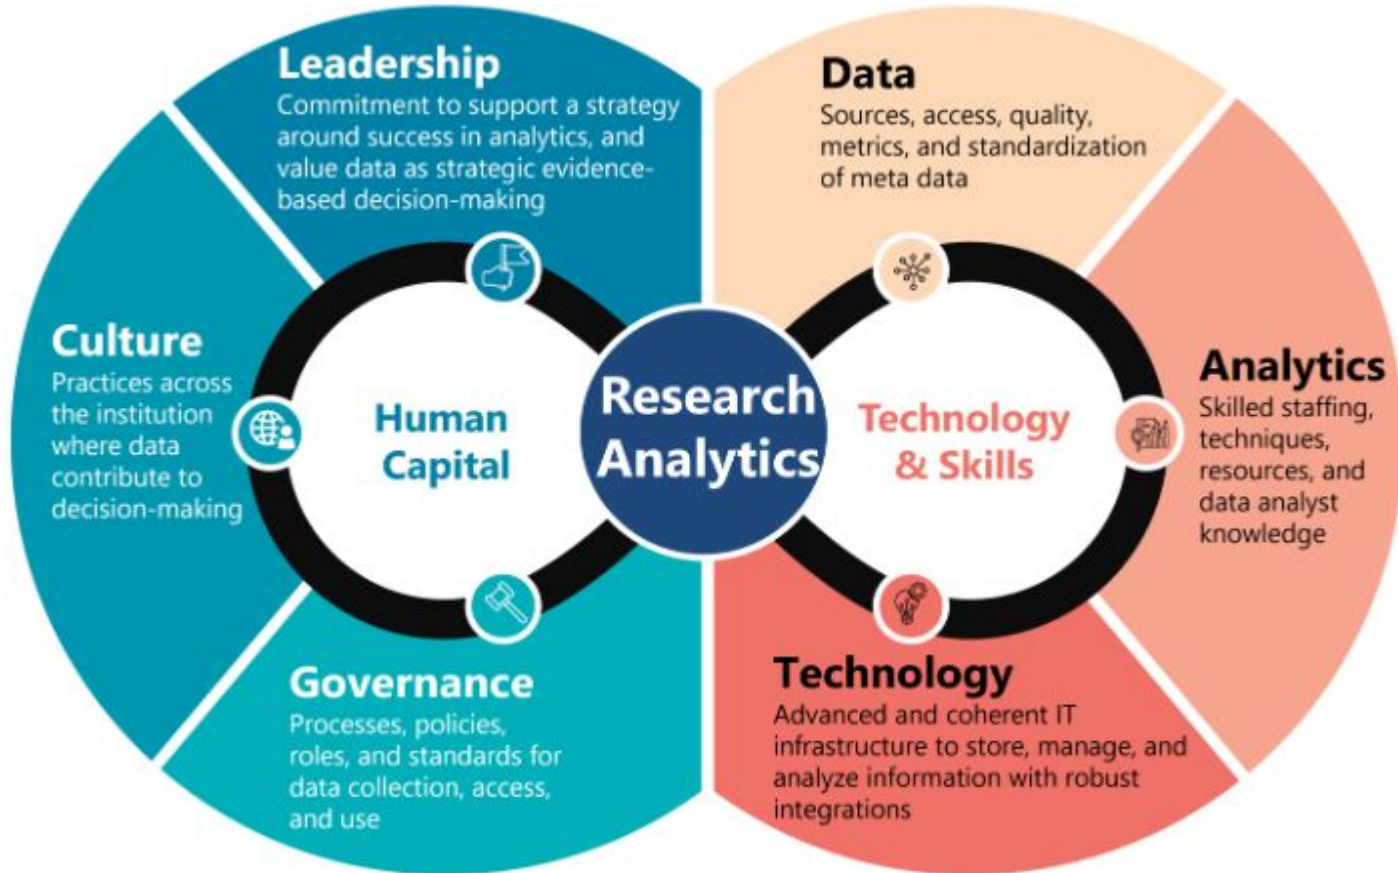 Leadership
Commitment to support a strategy
around success in analytics, and
value data as strategic evidence-
based decision-making
Data
Sources, access, quality,
metrics, and standardization
of meta data
Culture
Practices across
the institution
where data
contribute to
decision-making
Human
Capital
Research
Analytics
Technology
& Skills
Analytics
Skilled staffing,
techniques,
resources, and
data analyst
knowledge
Governance
Processes, policies,
roles, and standards for
data collection, access,
and use
Technology
Advanced and coherent IT
infrastructure to store, manage, and
analyze information with robust
integrations